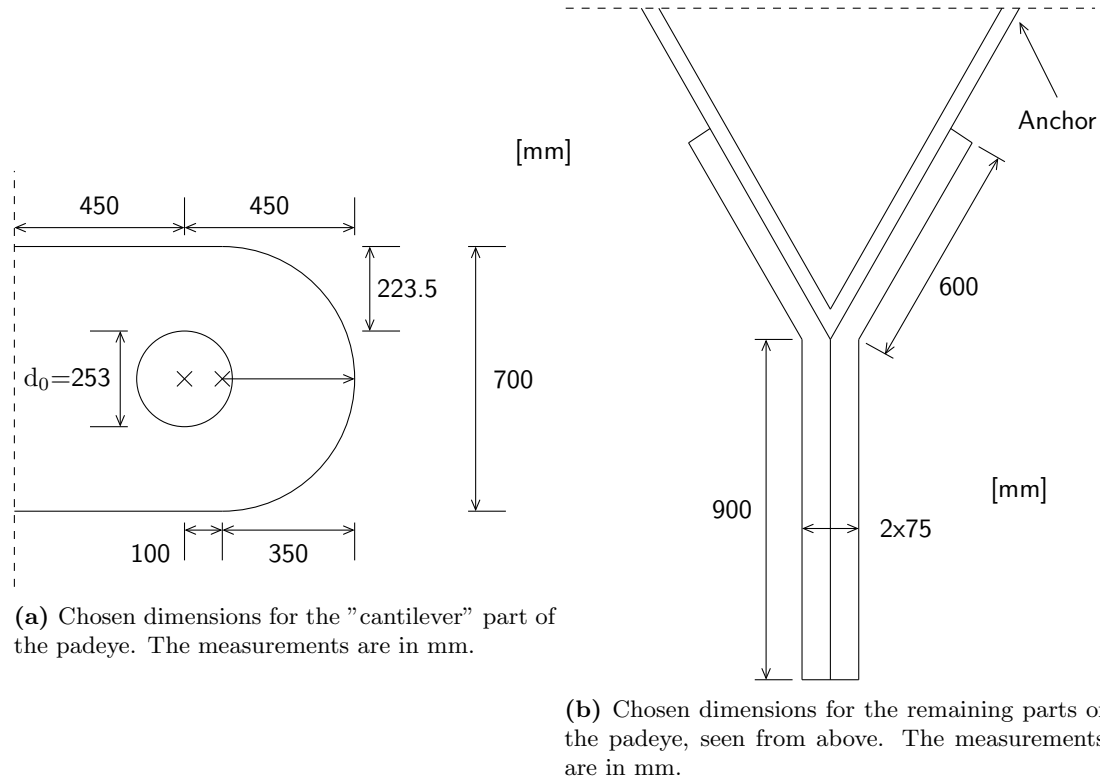 [mm]
450
450
223.5
d₀=253
700
100
350
(a) Chosen dimensions for the ”cantilever” part of
the padeye. The measurements are in mm.
Anchor
600
900
[mm]
2x75
(b) Chosen dimensions for the remaining parts of
the padeye, seen from above. The measurements
are in mm.